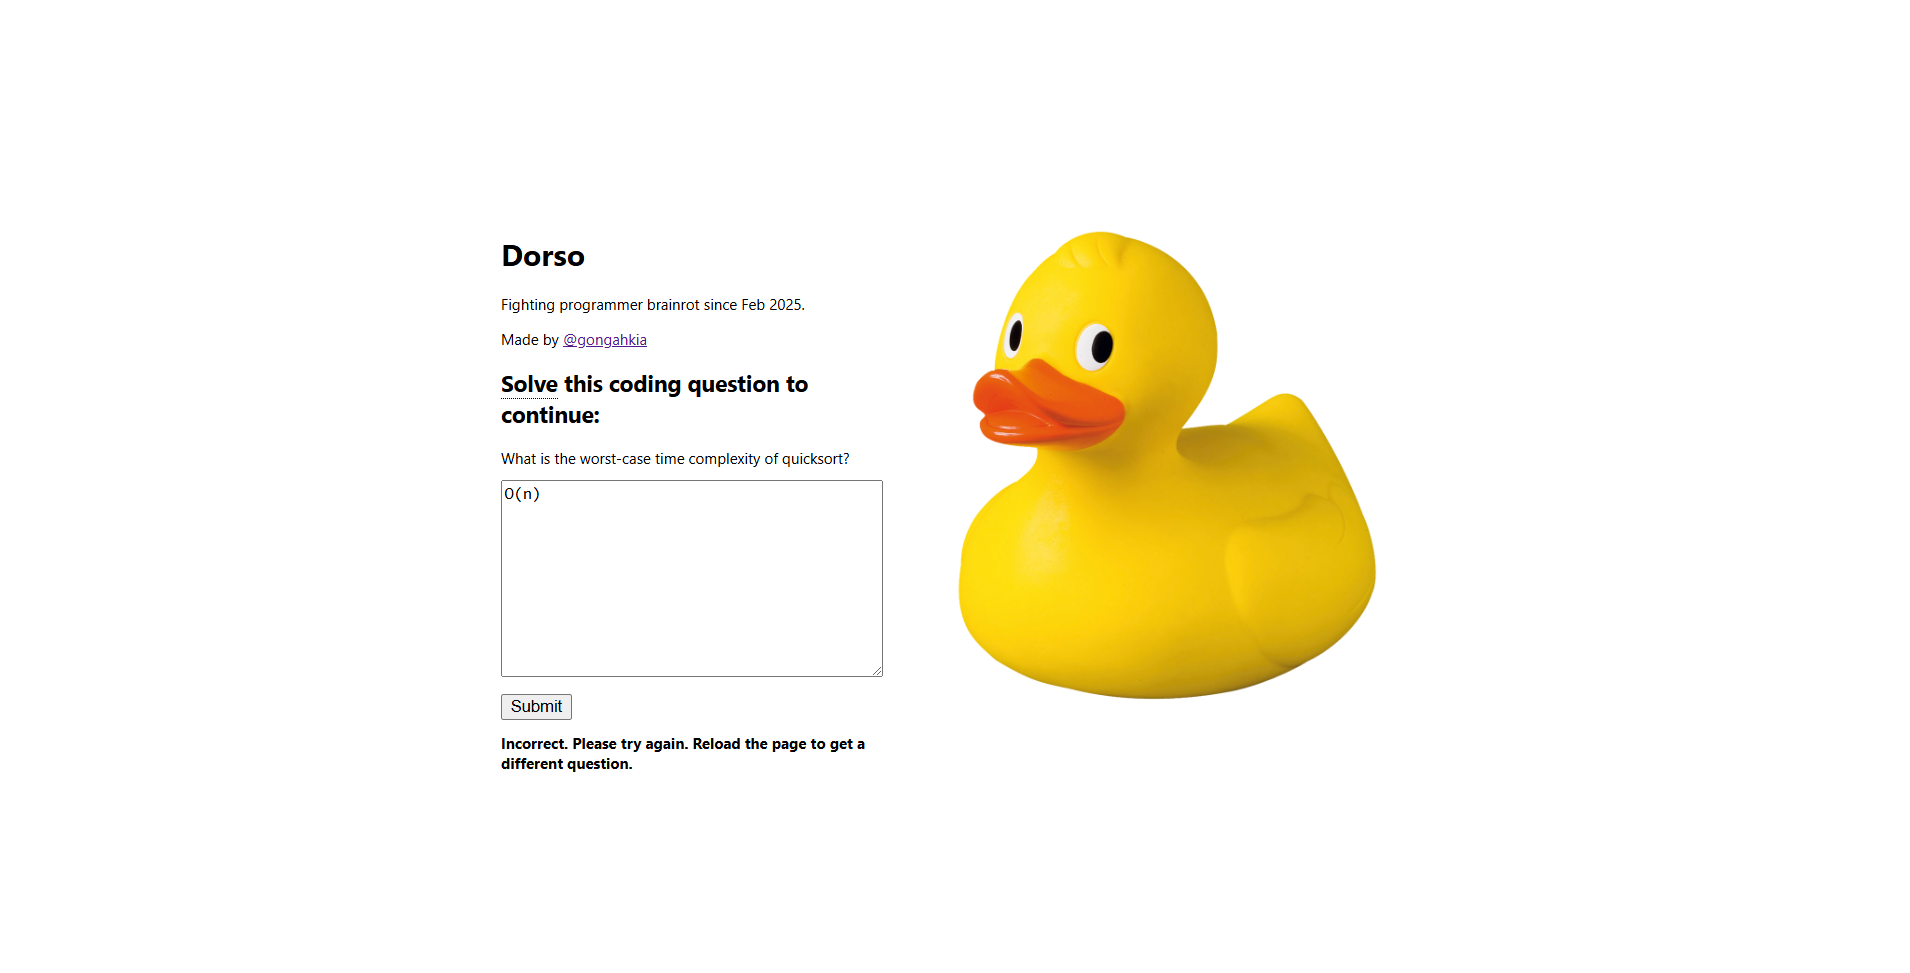 Dorso
Fighting programmer brainrot since Feb 2025.
Made by @gongahkia
Solve this coding question to
continue:
What is the worst-case time complexity of quicksort?
O(n)
Submit
Incorrect. Please try again. Reload the page to get a
different question.